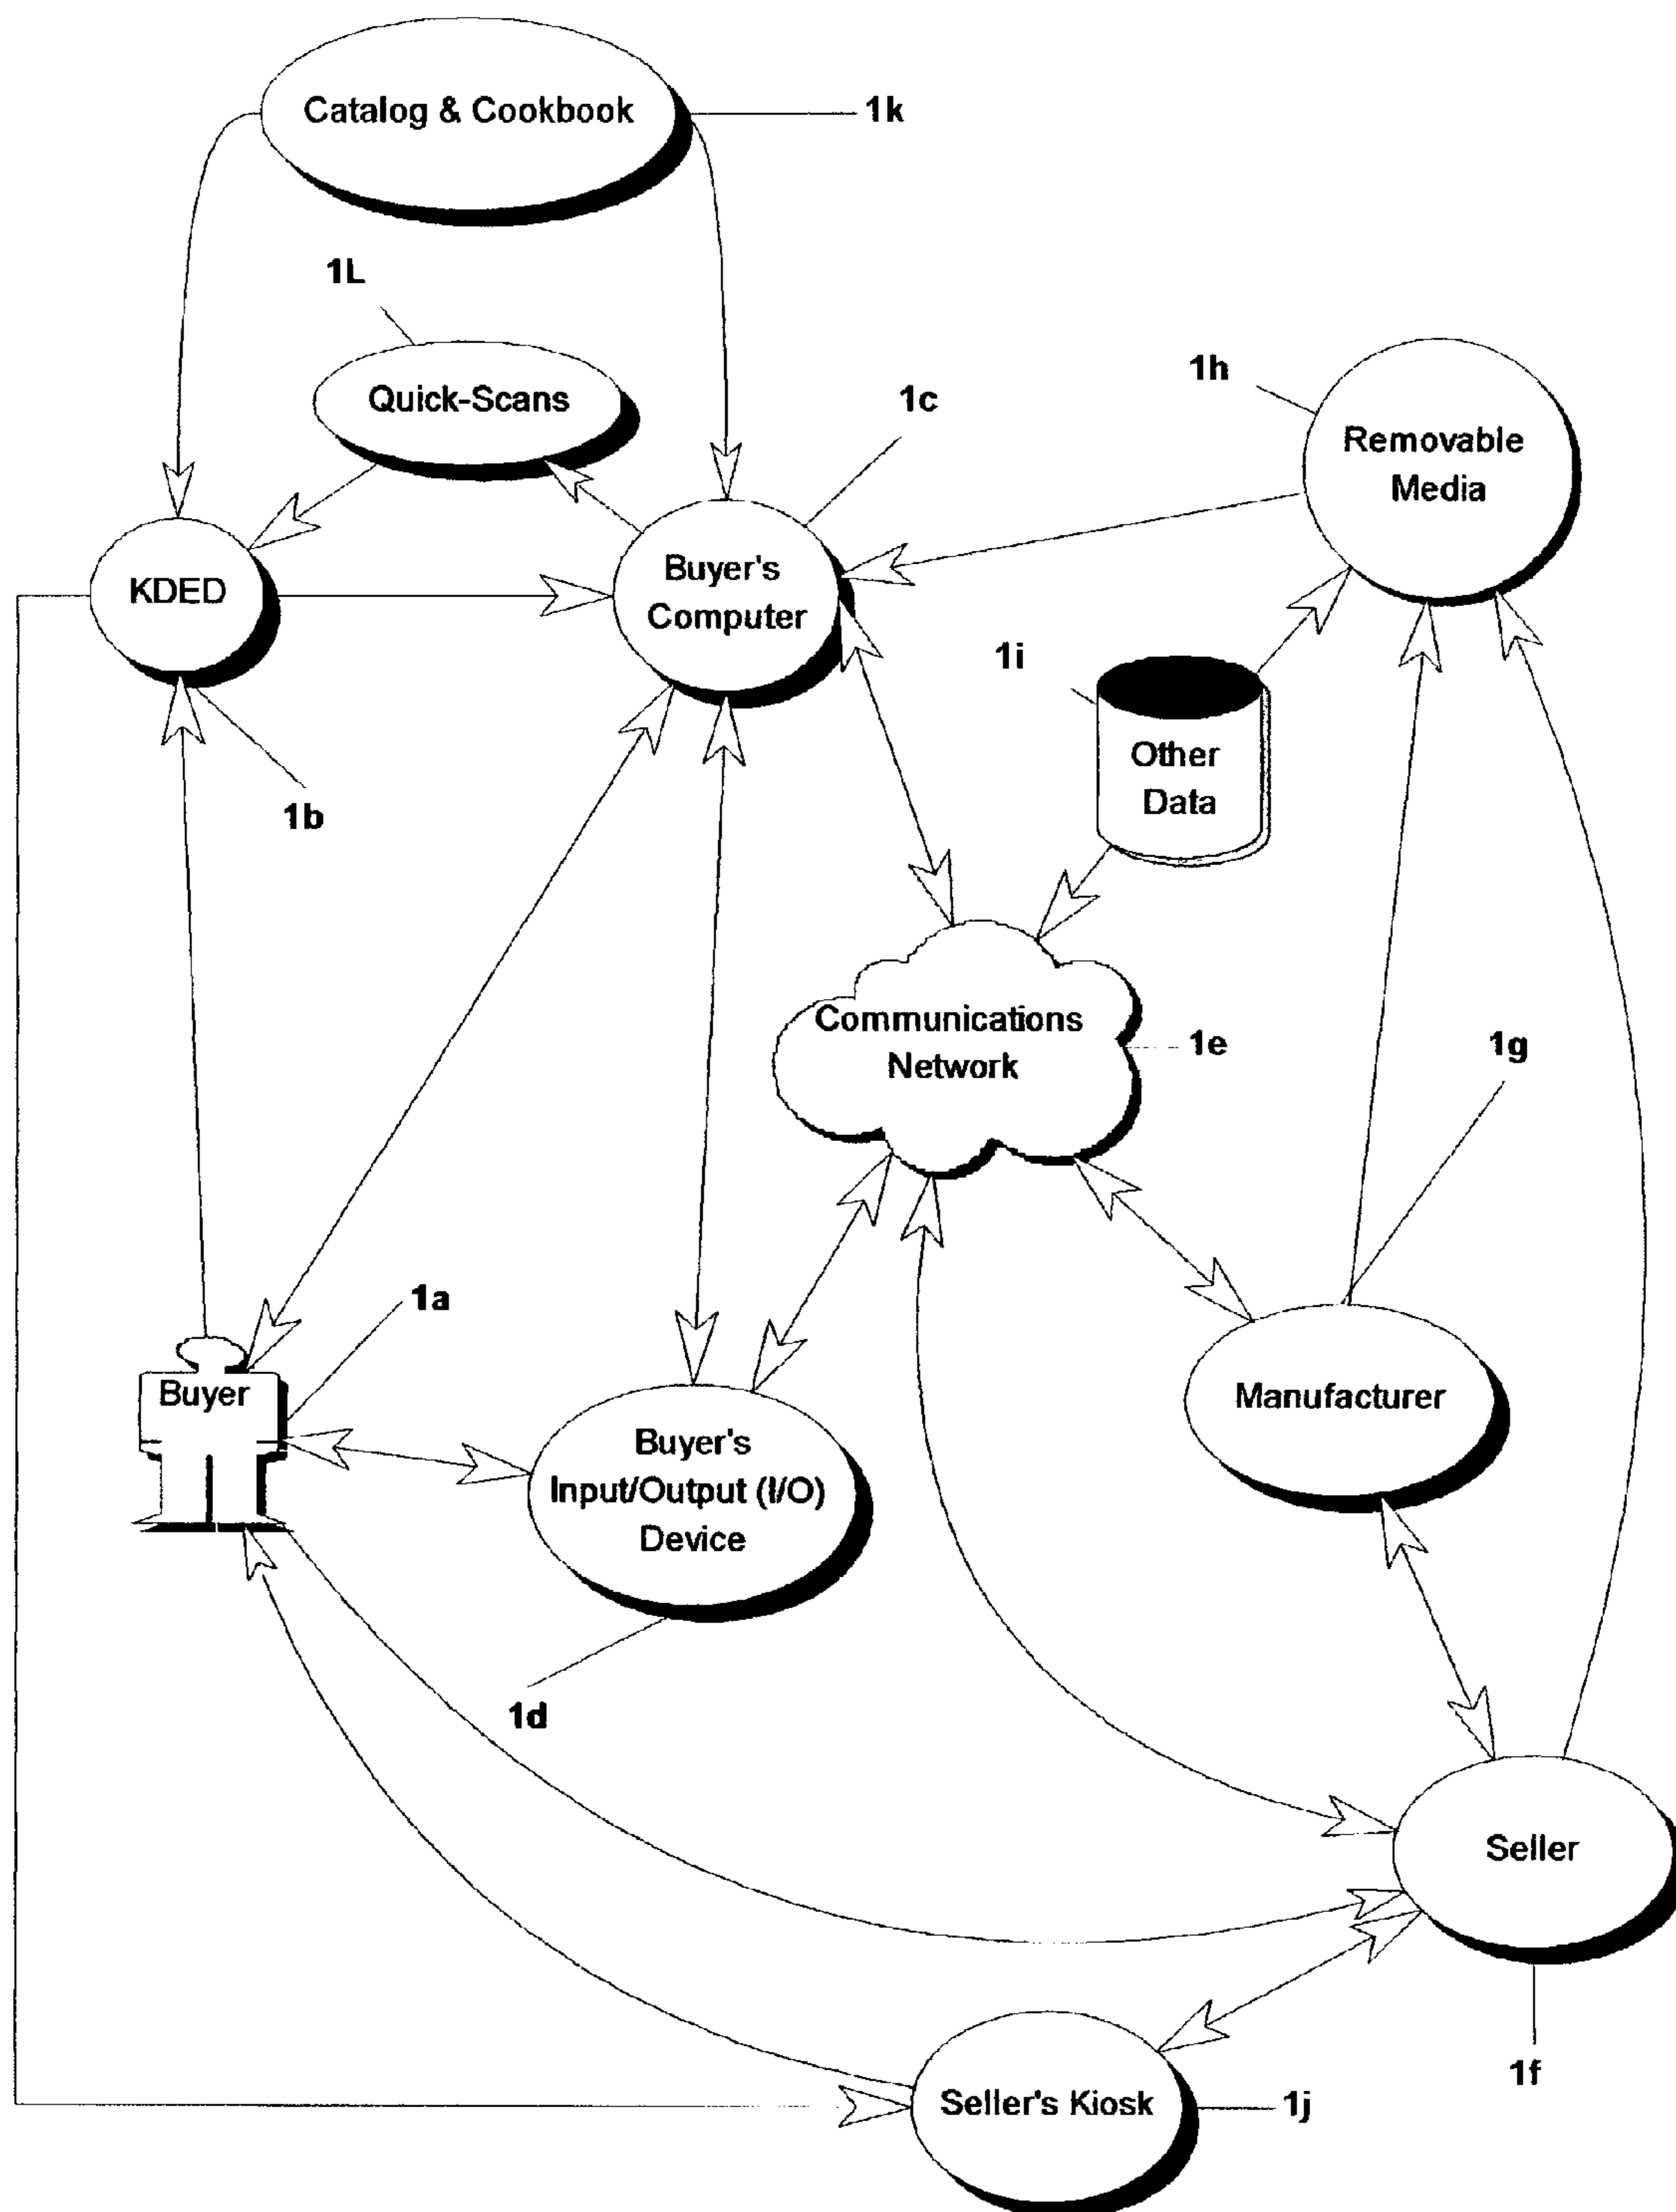 Catalog & Cookbook
1k
1L
Quick-Scans
1c
1h
Removable
Media
KDED
Buyer's
Computer
1i
Other
Data
1b
Communications
Network
1e
1g
1a
Buyer
Manufacturer
Buyer's
Input/Output (I/O)
Device
1d
Seller
1f
Seller's Kiosk
1j